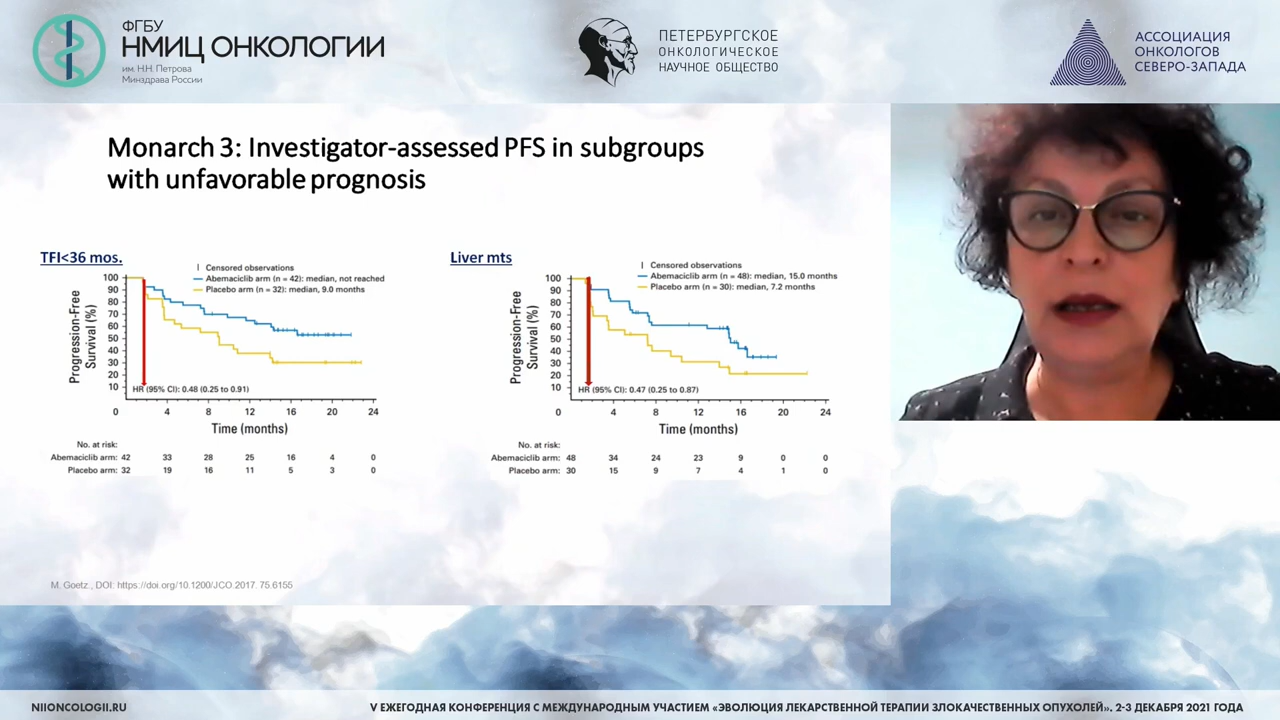 ФГБУ
НМИЦ ОНКОЛОГИИ
им. Н.Н. Петрова
Минздрава России
ПЕТЕРБУРГСКОЕ
ОНКОЛОГИЧЕСКОЕ
НАУЧНОЕ ОБЩЕСТВО
АССОЦИАЦИЯ
ОНКОЛОГОВ
СЕВЕРО-ЗАПАДА
Monarch 3: Investigator-assessed PFS in subgroups
with unfavorable prognosis
TFI<36 mos.
Censored observations
Abemaciclib arm (n = 42): median, not reached
Placebo arm (n = 32): median, 9.0 months
Progression-Free
Survival (%)
100
90
80
70
60
50
40
30
20
10
0
HR (95% CI): 0.48 (0.25 to 0.91)
4 8 12 16 20 24
Time (months)
No. at risk:
Abemaciclib arm: 42 33 28 25 16 4 0
Placebo arm: 32 19 16 11 5 3 0
Liver mts
Censored observations
Abemaciclib arm (n = 48): median, 15.0 months
Placebo arm (n = 30): median, 7.2 months
Progression-Free
Survival (%)
100
90
80
70
60
50
40
30
20
10
0
HR (95% CI): 0.47 (0.25 to 0.87)
4 8 12 16 20 24
Time (months)
No. at risk:
Abemaciclib arm: 48 34 24 23 9 0 0
Placebo arm: 30 15 9 7 4 1 0
M. Goetz., DOI: https://doi.org/10.1200/JCO.2017. 75.6155
NIIONCOLOGII.RU
V ЕЖЕГОДНАЯ КОНФЕРЕНЦИЯ С МЕЖДУНАРОДНЫМ УЧАСТИЕМ «ЭВОЛЮЦИЯ ЛЕКАРСТВЕННОЙ ТЕРАПИИ ЗЛОКАЧЕСТВЕННЫХ ОПУХОЛЕЙ». 2-3 ДЕКАБРЯ 2021 ГОДА